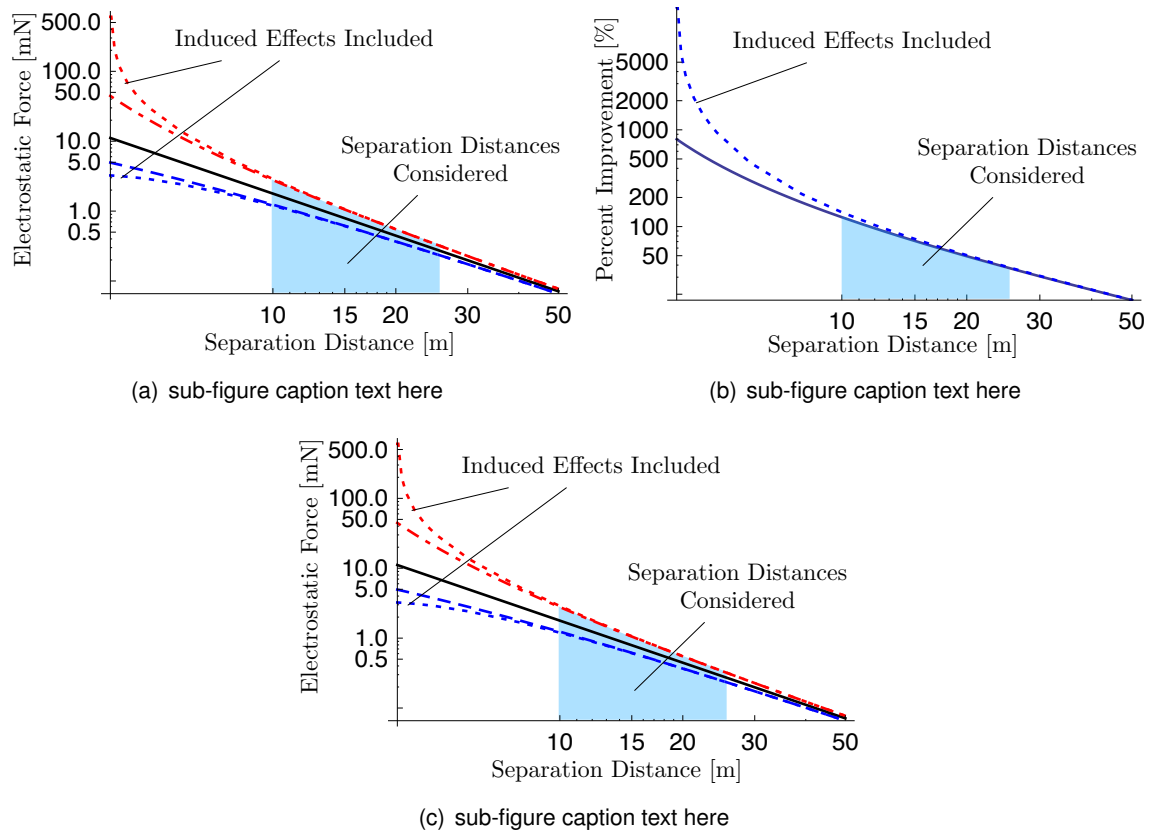 Electrostatic Force [mN]
500.0
100.0
50.0
10.0
5.0
1.0
0.5
Induced Effects Included
Separation Distances
Considered
10 15 20 30 50
Separation Distance [m]
(a) sub-figure caption text here
Percent Improvement [%]
5000
2000
1000
500
200
100
50
Induced Effects Included
Separation Distances
Considered
10 15 20 30 50
Separation Distance [m]
(b) sub-figure caption text here
Electrostatic Force [mN]
500.0
100.0
50.0
10.0
5.0
1.0
0.5
Induced Effects Included
Separation Distances
Considered
10 15 20 30 50
Separation Distance [m]
(c) sub-figure caption text here